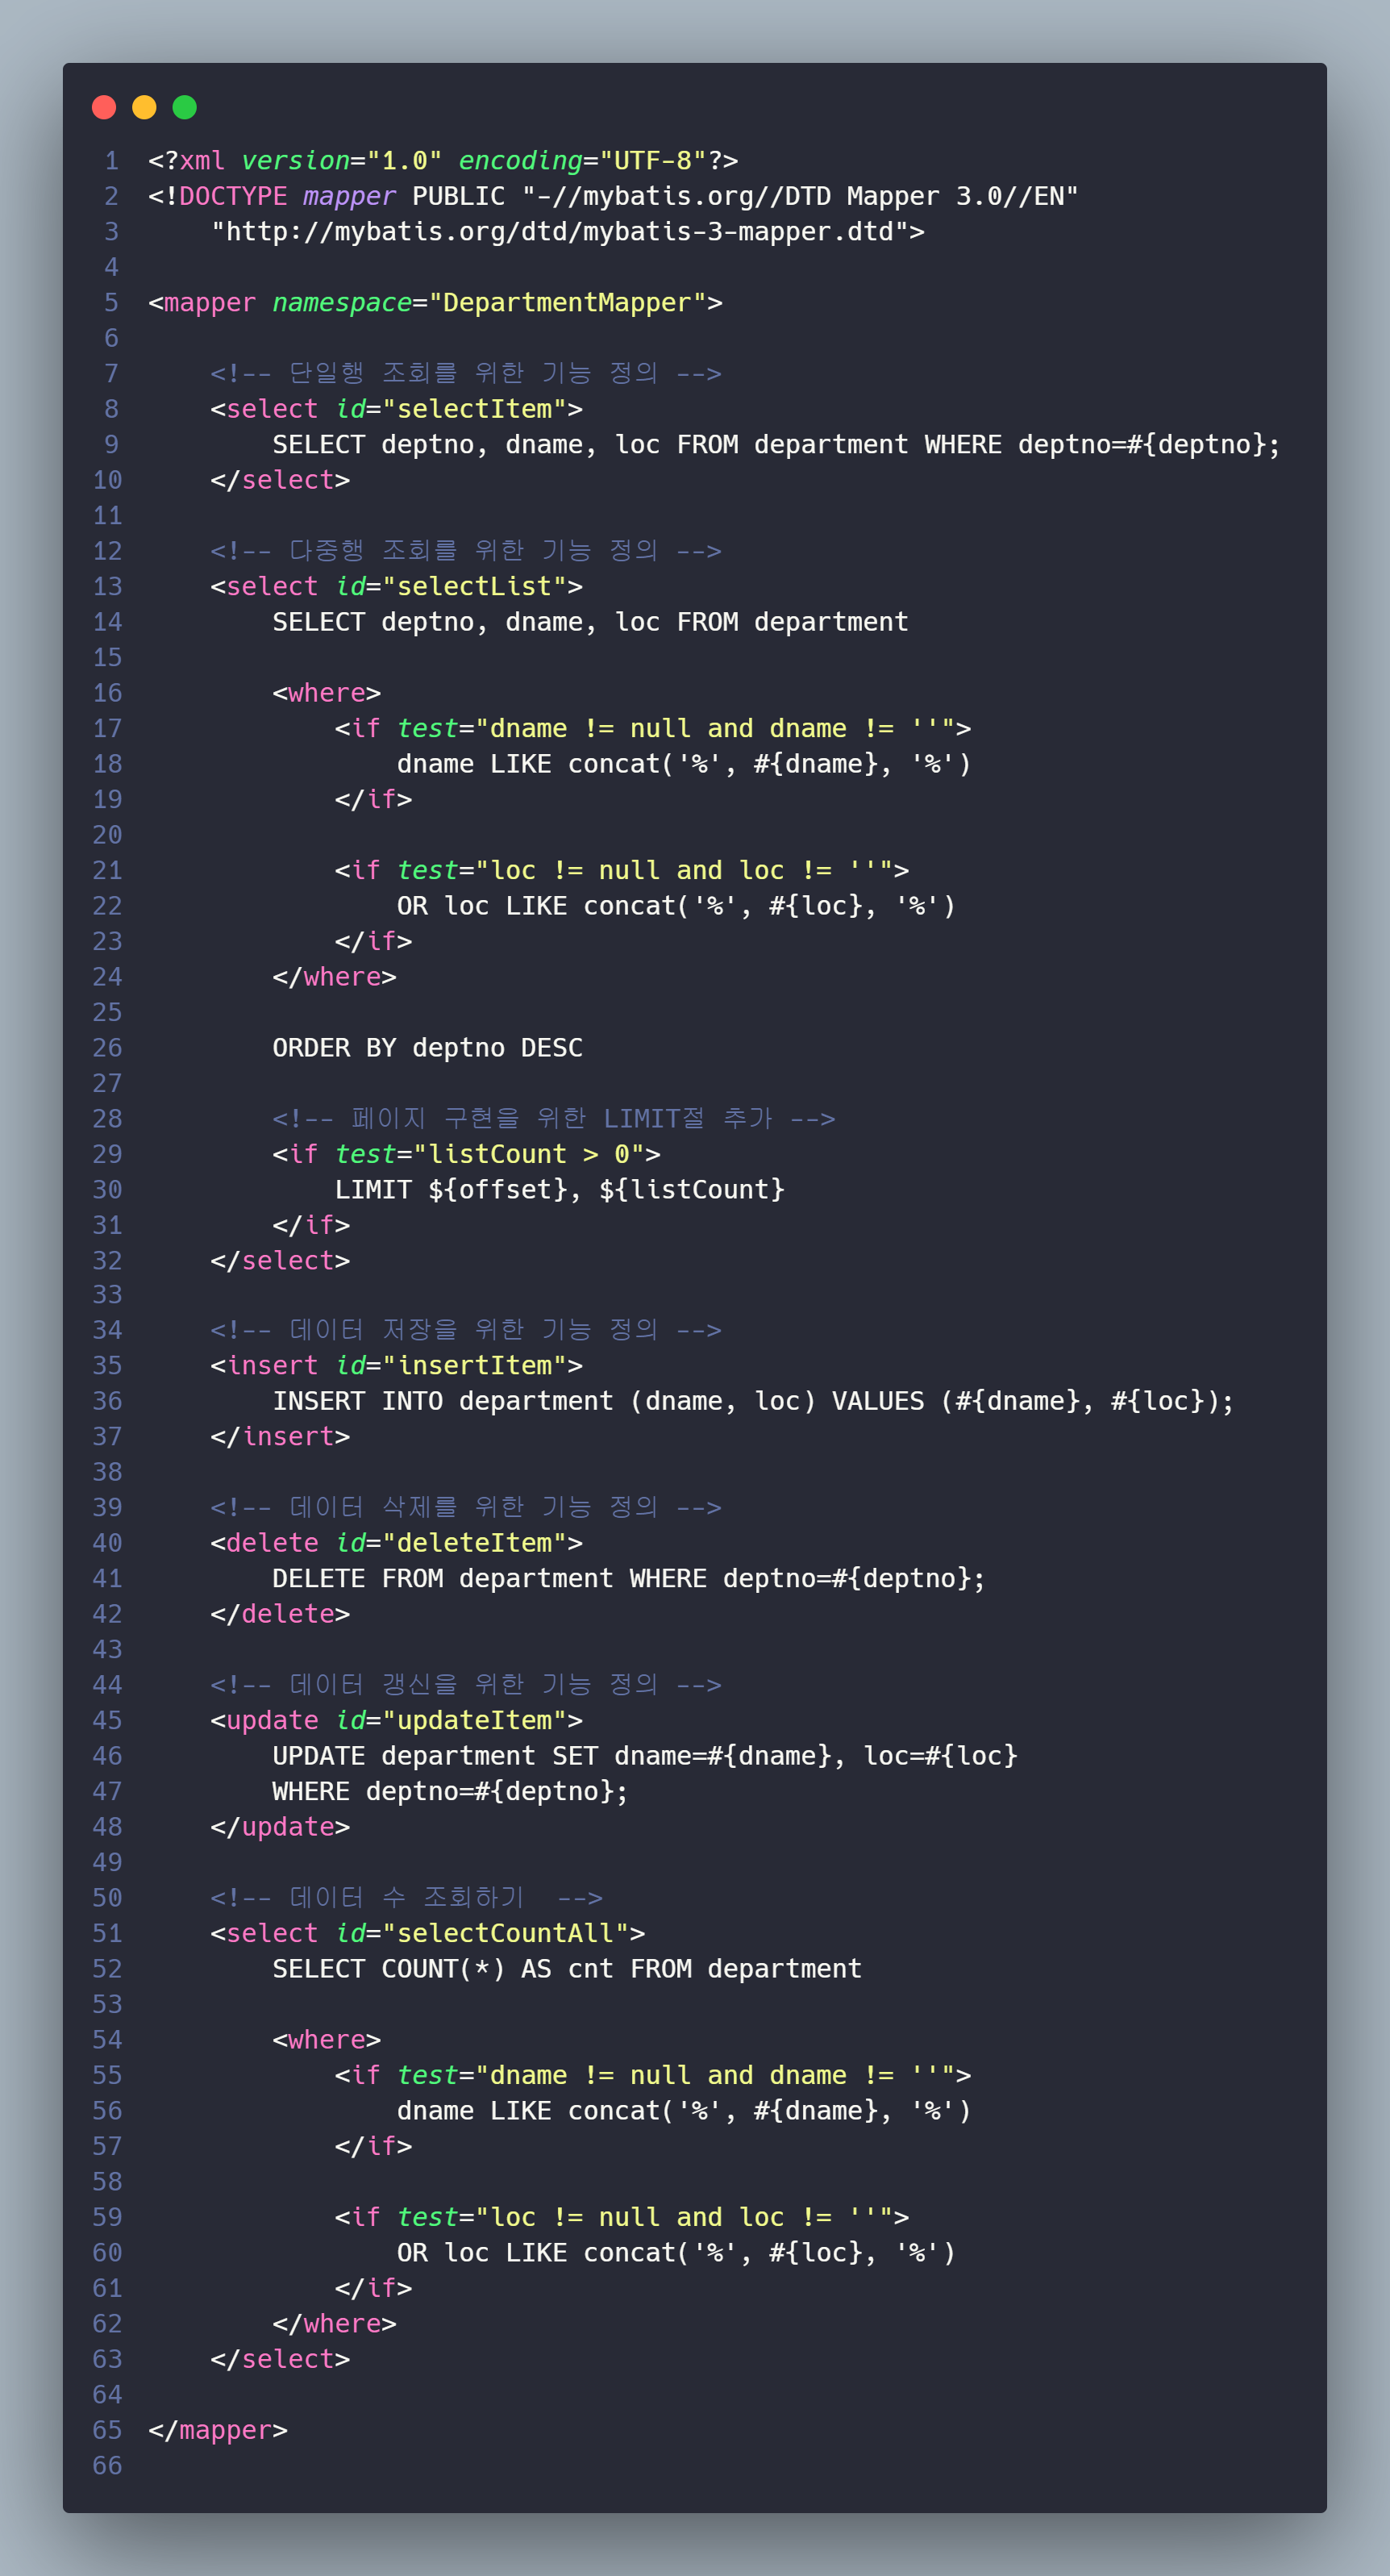 1 <?xml version="1.0" encoding="UTF-8"?>
2 <!DOCTYPE mapper PUBLIC "-//mybatis.org//DTD Mapper 3.0//EN"
3     "http://mybatis.org/dtd/mybatis-3-mapper.dtd">
4
5 <mapper namespace="DepartmentMapper">
6
7     <!-- 단일행 조회를 위한 기능 정의 -->
8     <select id="selectItem">
9         SELECT deptno, dname, loc FROM department WHERE deptno=#{deptno};
10     </select>
11
12     <!-- 다중행 조회를 위한 기능 정의 -->
13     <select id="selectList">
14         SELECT deptno, dname, loc FROM department
15
16         <where>
17             <if test="dname != null and dname != ''">
18                 dname LIKE concat('%', #{dname}, '%')
19             </if>
20
21             <if test="loc != null and loc != ''">
22                 OR loc LIKE concat('%', #{loc}, '%')
23             </if>
24         </where>
25
26         ORDER BY deptno DESC
27
28         <!-- 페이지 구현을 위한 LIMIT절 추가 -->
29         <if test="listCount > 0">
30             LIMIT ${offset}, ${listCount}
31         </if>
32     </select>
33
34     <!-- 데이터 저장을 위한 기능 정의 -->
35     <insert id="insertItem">
36         INSERT INTO department (dname, loc) VALUES (#{dname}, #{loc});
37     </insert>
38
39     <!-- 데이터 삭제를 위한 기능 정의 -->
40     <delete id="deleteItem">
41         DELETE FROM department WHERE deptno=#{deptno};
42     </delete>
43
44     <!-- 데이터 갱신을 위한 기능 정의 -->
45     <update id="updateItem">
46         UPDATE department SET dname=#{dname}, loc=#{loc}
47         WHERE deptno=#{deptno};
48     </update>
49
50     <!-- 데이터 수 조회하기  -->
51     <select id="selectCountAll">
52         SELECT COUNT(*) AS cnt FROM department
53
54         <where>
55             <if test="dname != null and dname != ''">
56                 dname LIKE concat('%', #{dname}, '%')
57             </if>
58
59             <if test="loc != null and loc != ''">
60                 OR loc LIKE concat('%', #{loc}, '%')
61             </if>
62         </where>
63     </select>
64
65 </mapper>
66